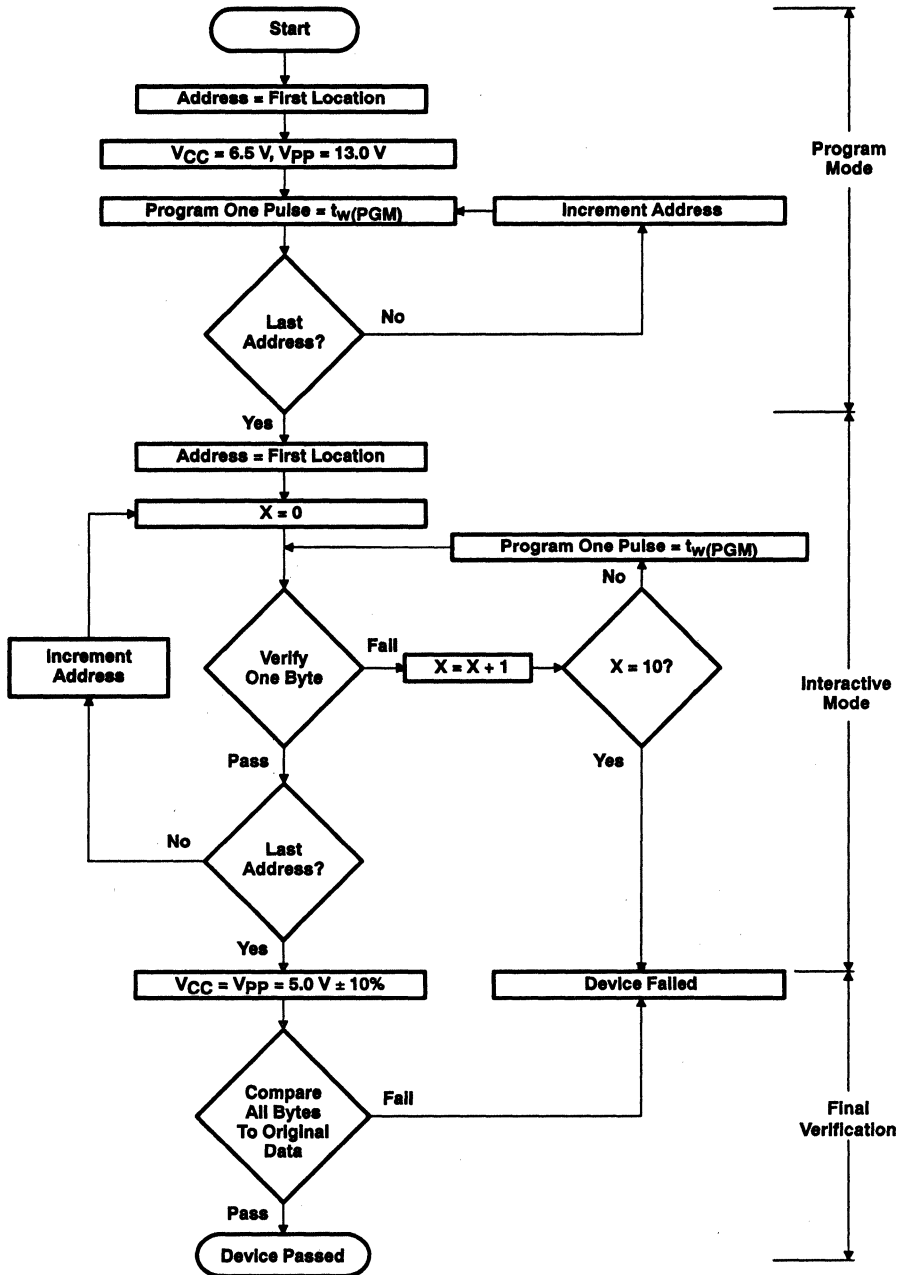 Start
Address = First Location
VCC = 6.5 V, VPP = 13.0 V
Program One Pulse = tw(PGM)
Increment Address
Program
Mode
Last
Address?
No
Yes
Address = First Location
X = 0
Program One Pulse = tw(PGM)
No
Increment
Address
Verify
One Byte
Fail
X = X + 1
X = 10?
Interactive
Mode
Pass
Yes
No
Last
Address?
Yes
VCC = VPP = 5.0 V ± 10%
Device Failed
Compare
All Bytes
To Original
Data
Fail
Final
Verification
Pass
Device Passed